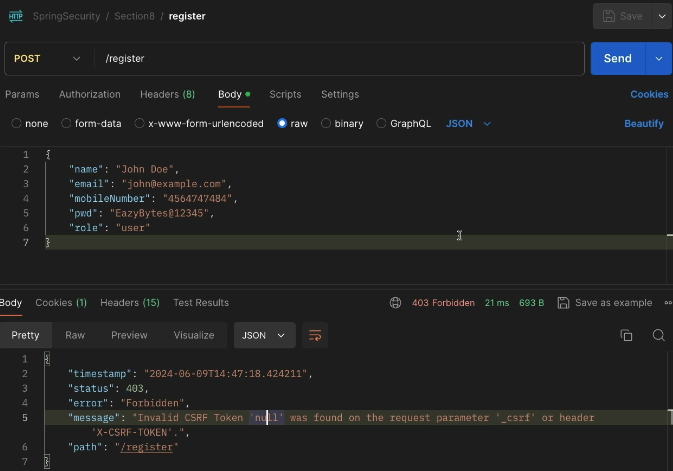 HTTP SpringSecurity / Section8 / register Save
POST /register Send
Params Authorization Headers (8) Body Scripts Settings Cookies
none form-data x-www-form-urlencoded raw binary GraphQL JSON Beautify
1 {
2 "name": "John Doe",
3 "email": "john@example.com",
4 "mobileNumber": "4564747484",
5 "pwd": "EazyBytes@12345",
6 "role": "user"
7 }
Body Cookies (1) Headers (15) Test Results 403 Forbidden 21 ms 693 B Save as example
Pretty Raw Preview Visualize JSON
1 {
2 "timestamp": "2024-06-09T14:47:18.424211",
3 "status": 403,
4 "error": "Forbidden",
5 "message": "Invalid CSRF Token 'null' was found on the request parameter '_csrf' or header
'X-CSRF-TOKEN'.",
6 "path": "/register"
7 }